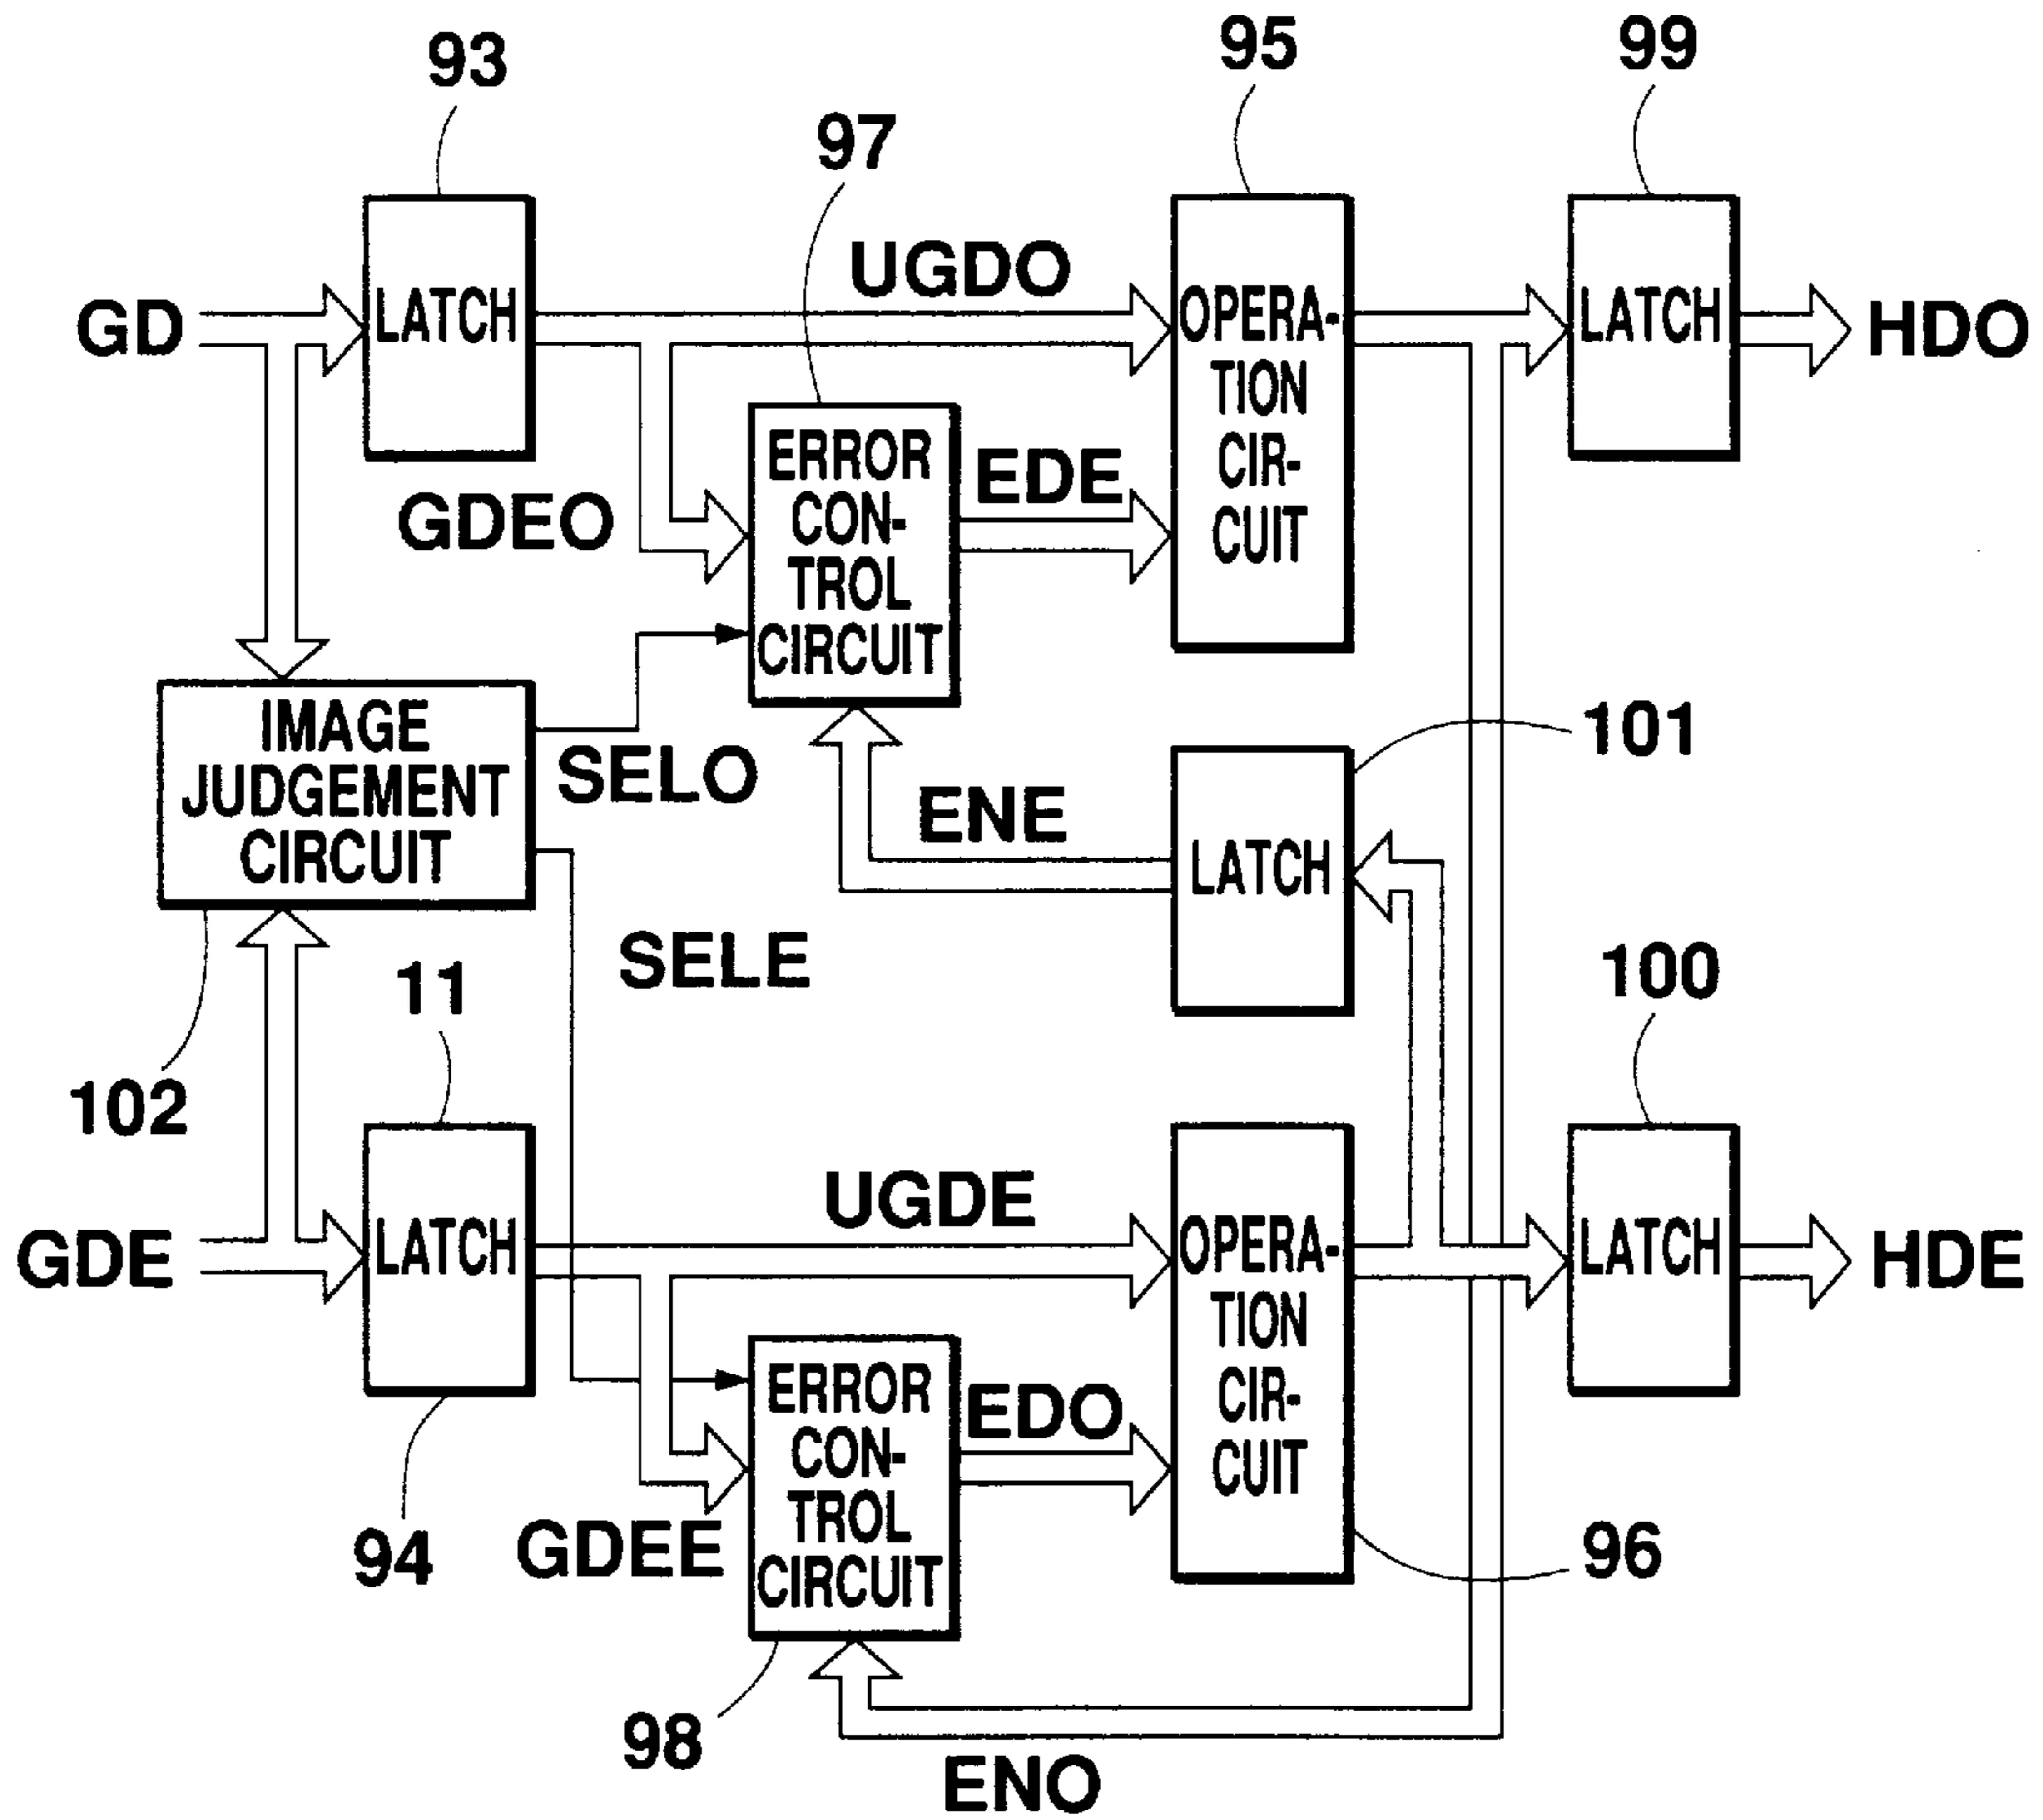 93
95
99
97
UGDO
GD
LATCH
OPERA-
TION
CIR-
CUIT
LATCH
HDO
ERROR
CON-
TROL
CIRCUIT
EDE
GDEO
IMAGE
JUDGEMENT
CIRCUIT
SELO
101
ENE
LATCH
SELE
11
100
102
UGDE
GDE
LATCH
OPERA-
TION
CIR-
CUIT
LATCH
HDE
ERROR
CON-
TROL
CIRCUIT
EDO
94
GDEE
96
98
ENO